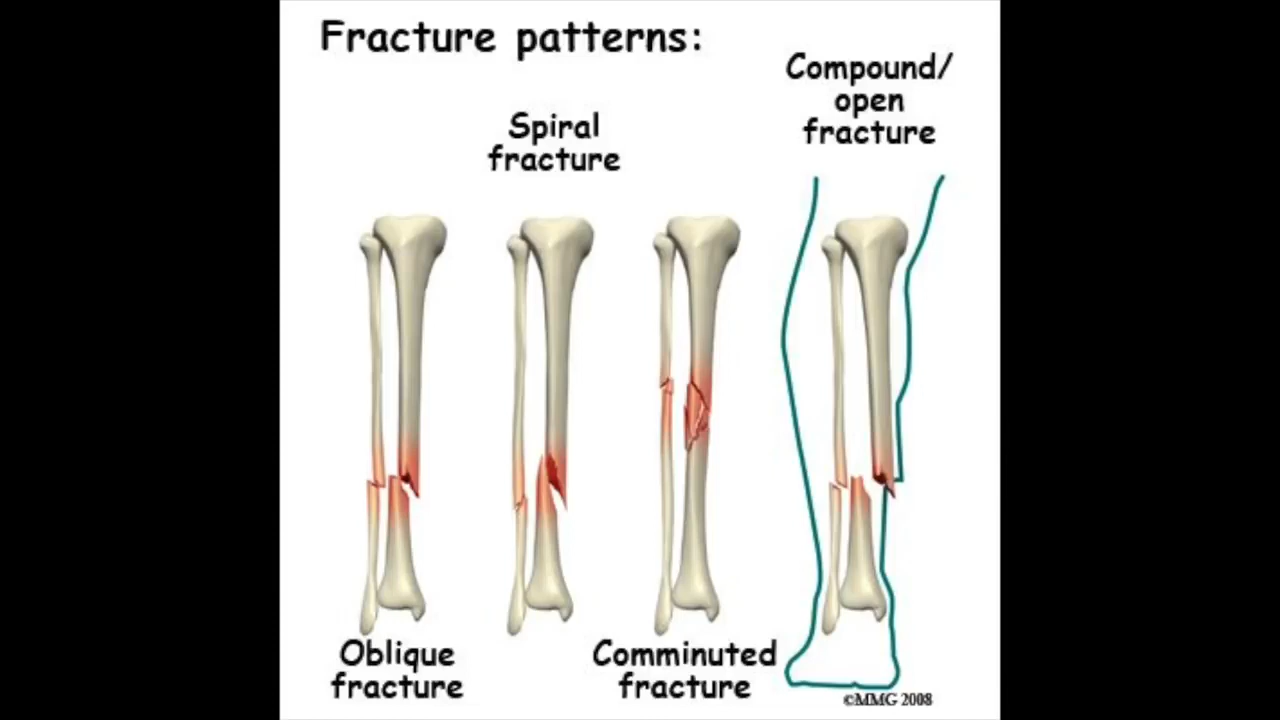 Fracture patterns:
Compound/
open
fracture
Spiral
fracture
Oblique
fracture
Comminuted
fracture
©MMG 2008